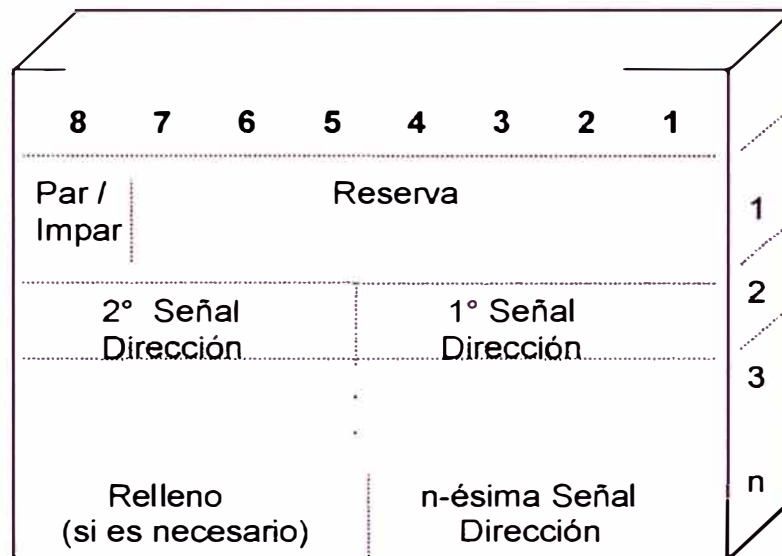 8 7 6 5 4 3 2 1
Par /
Impar
Reserva
1
2° Señal
Dirección
1° Señal
Dirección
2
3
Relleno
(si es necesario)
n-ésima Señal
Dirección
n